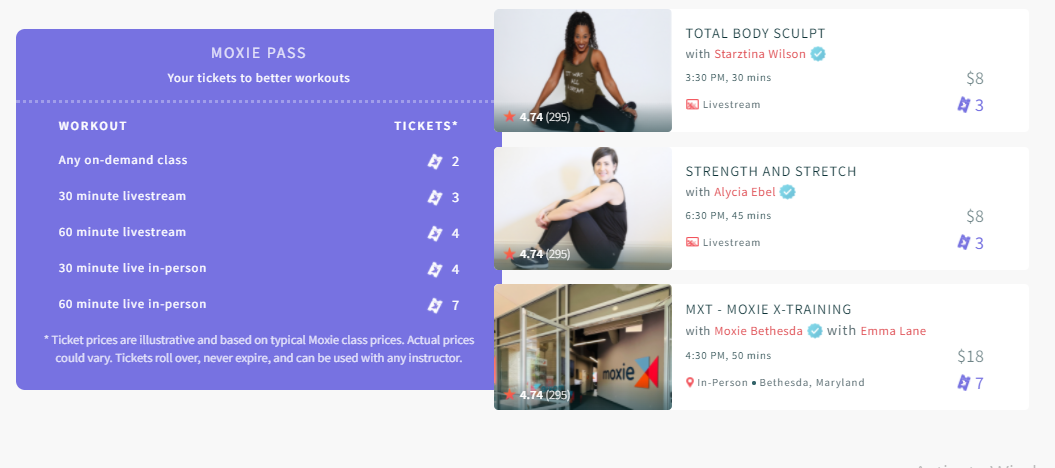 MOXIE PASS
Your tickets to better workouts
WORKOUT TICKETS*
Any on-demand class 2
30 minute livestream 3
60 minute livestream 4
30 minute live in-person 4
60 minute live in-person 7
* Ticket prices are illustrative and based on typical Moxie class prices. Actual prices
could vary. Tickets roll over, never expire, and can be used with any instructor.
4.74 (295)
TOTAL BODY SCULPT
with Starztina Wilson
3:30 PM, 30 mins
$8
Livestream
3
4.74 (295)
STRENGTH AND STRETCH
with Alycia Ebel
6:30 PM, 45 mins
$8
Livestream
3
moxie
4.74 (295)
MXT - MOXIE X-TRAINING
with Moxie Bethesda with Emma Lane
4:30 PM, 50 mins
$18
In-Person • Bethesda, Maryland
7